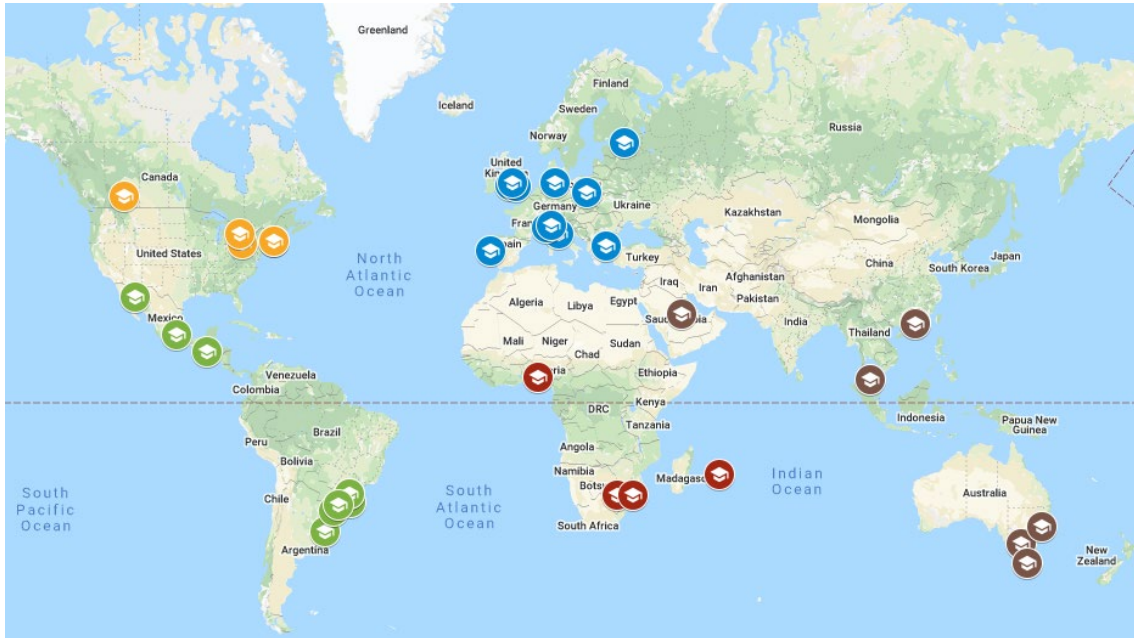 Greenland
Iceland
Finland
Sweden
Norway
Russia
United
Canada
Germany
Ukraine
Kazakhstan
Mongolia
United States
North
Atlantic
Ocean
Turkey
China
South Korea
Japan
Iraq
Iran
Afghanistan
Pakistan
Algeria
Libya
Egypt
Mexico
India
Thailand
Mali
Niger
Chad
Sudan
Ethiopia
Venezuela
Colombia
DRC
Kenya
Tanzania
Indonesia
Papua New
Guinea
Peru
Brazil
Bolivia
Angola
Namibia
South
Pacific
Ocean
Chile
South
Atlantic
Ocean
Indian
Ocean
Australia
South Africa
Argentina
New
Zealand